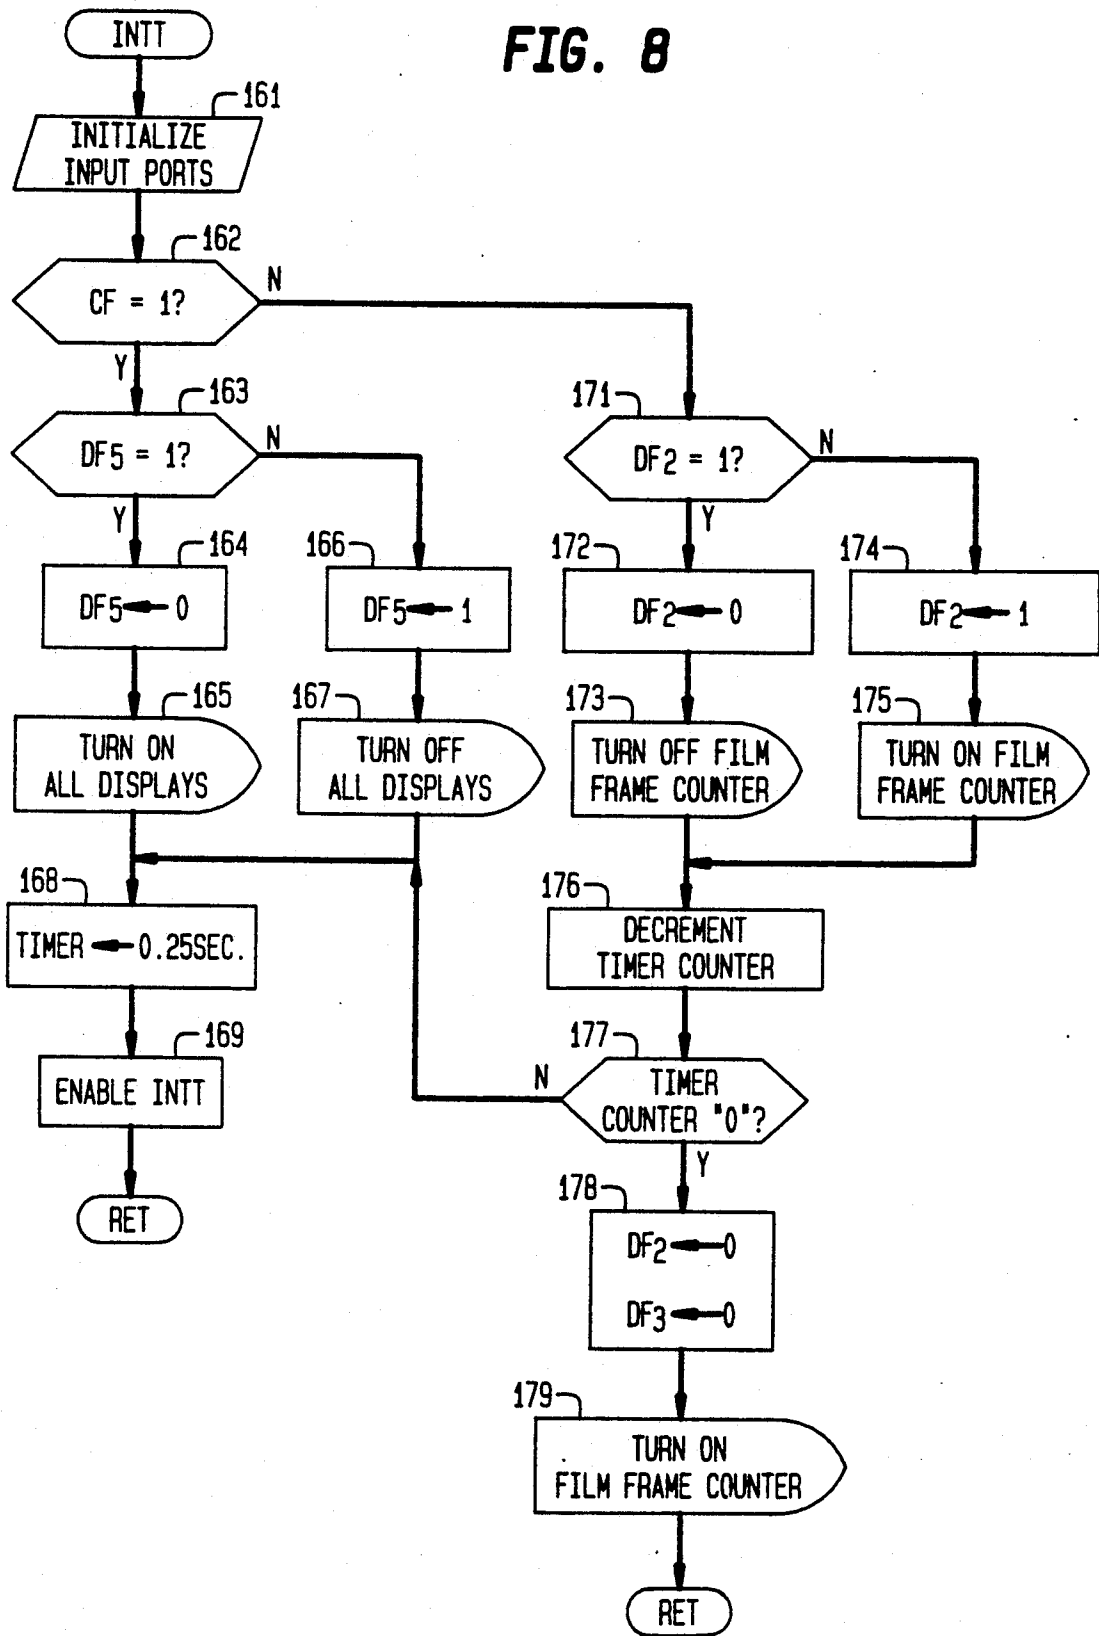 FIG. 8
INTT
161
INITIALIZE
INPUT PORTS
162
CF = 1?
N
Y
163
DF5 = 1?
N
Y
164
DF5 ← 0
165
TURN ON
ALL DISPLAYS
166
DF5 ← 1
167
TURN OFF
ALL DISPLAYS
168
TIMER ← 0.25SEC.
169
ENABLE INTT
RET
171
DF2 = 1?
N
Y
172
DF2 ← 0
173
TURN OFF FILM
FRAME COUNTER
174
DF2 ← 1
175
TURN ON FILM
FRAME COUNTER
176
DECREMENT
TIMER COUNTER
177
TIMER
COUNTER "0"?
N
Y
178
DF2 ← 0
DF3 ← 0
179
TURN ON
FILM FRAME COUNTER
RET